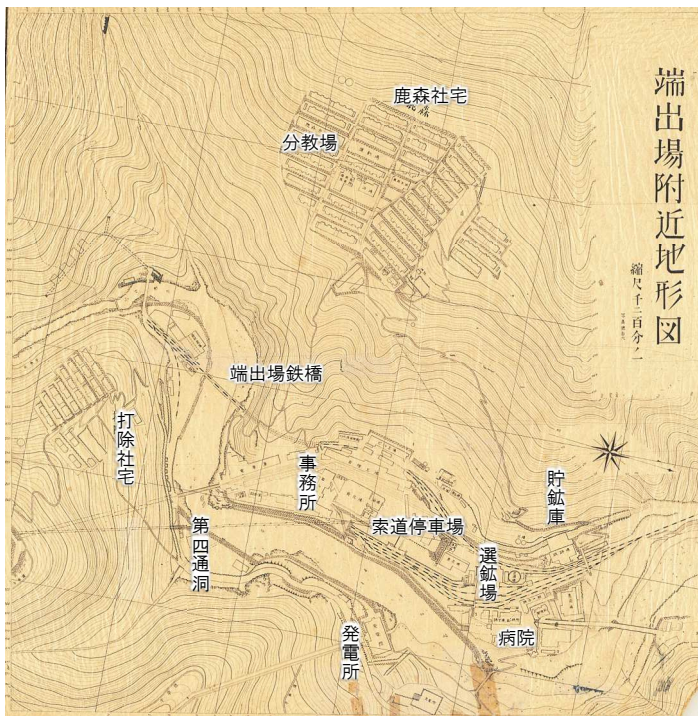 端出場附近地形図
縮尺千二百分ノ一
鹿森社宅
分教場
端出場鉄橋
打除社宅
事務所
貯鉱庫
索道停車場
第四通洞
選鉱場
発電所
病院